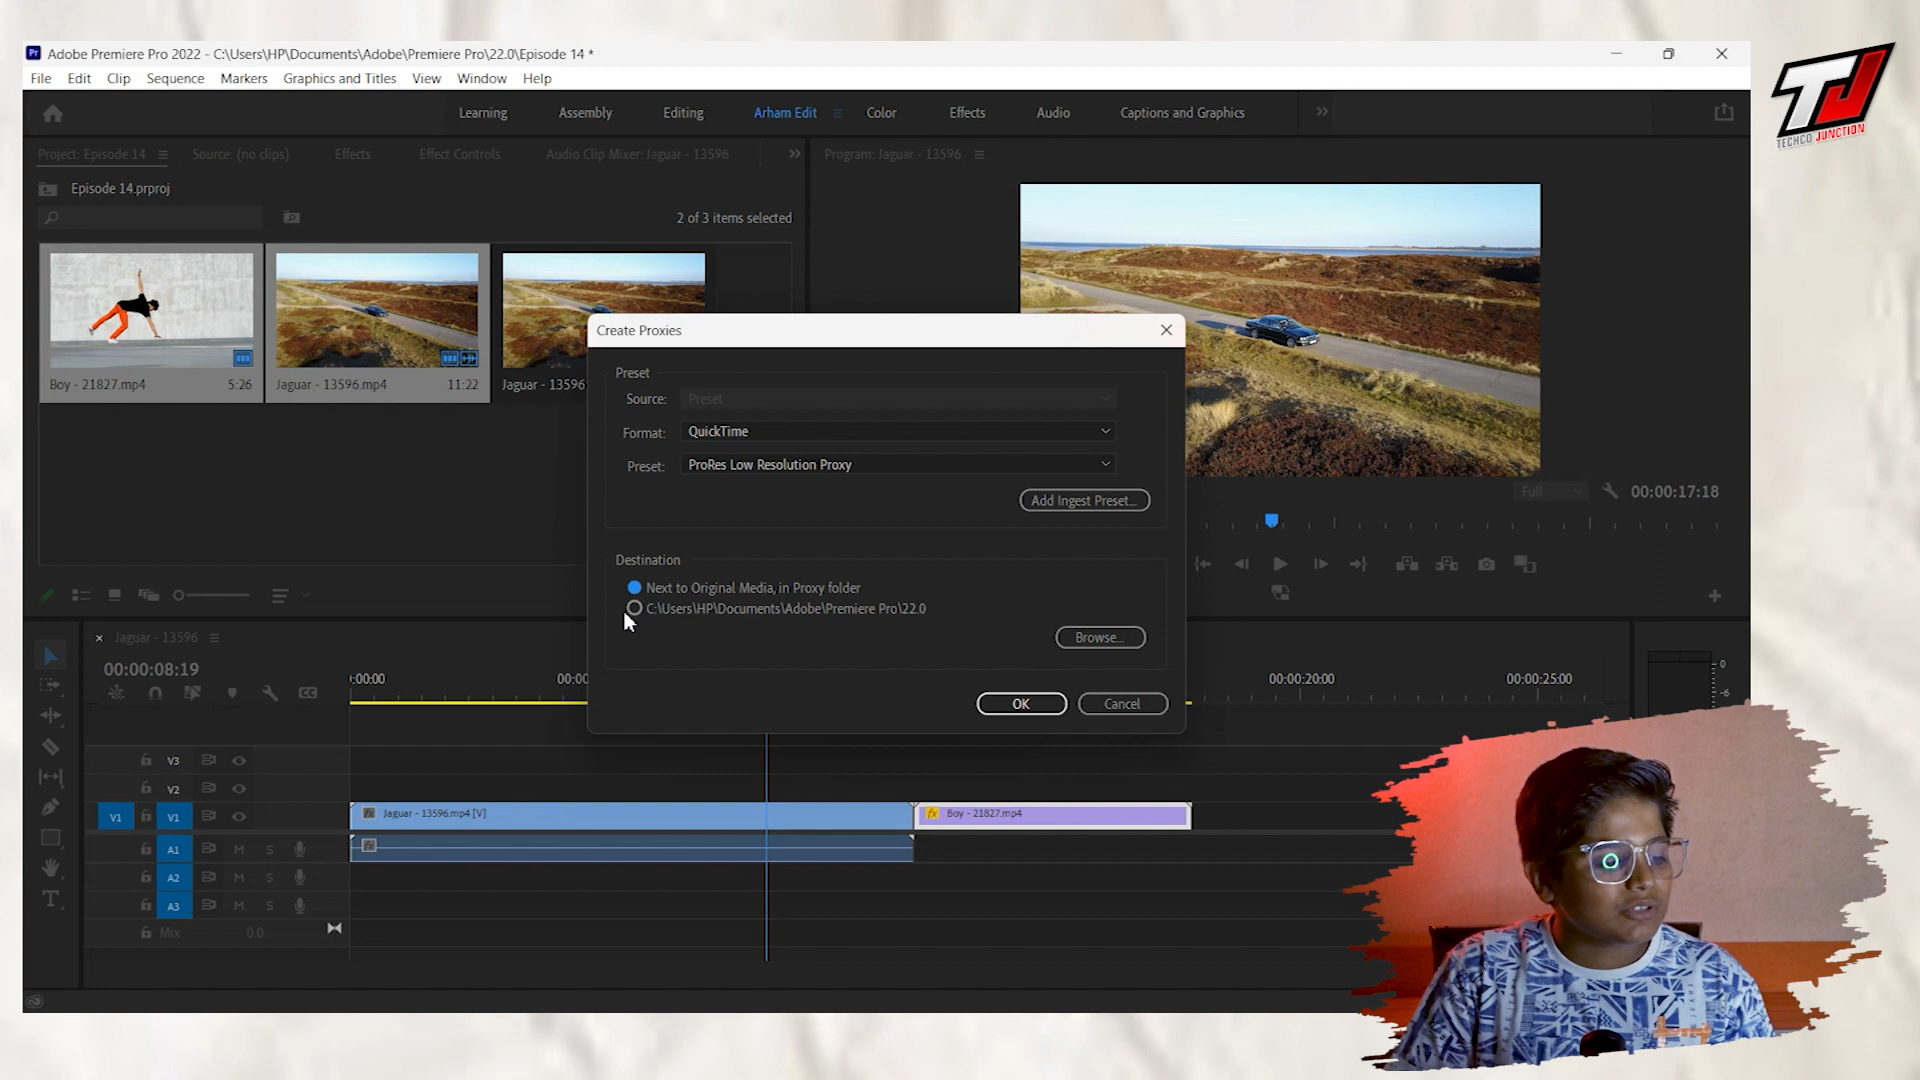 Adobe Premiere Pro 2022 - C:\Users\HP\Documents\Adobe\Premiere Pro\22.0\Episode 14 *
File Edit Clip Sequence Markers Graphics and Titles View Window Help
TJ
TECHCO JUNCTION
Learning Assembly Editing Arham Edit Color Effects Audio Captions and Graphics
Project: Episode 14 Source: (no clips) Effects Effect Controls Audio Clip Mixer: Jaguar - 13596 Program: Jaguar - 13596
Episode 14.prproj
2 of 3 items selected
Boy - 21827.mp4 5:26 Jaguar - 13596.mp4 11:22 Jaguar - 13596
Create Proxies
Preset
Source: Preset
Format: QuickTime
Preset: ProRes Low Resolution Proxy
Add Ingest Preset...
Full 00:00:17:18
Destination
Next to Original Media, in Proxy folder
C:\Users\HP\Documents\Adobe\Premiere Pro\22.0
Browse...
OK Cancel
Jaguar - 13596
00:00:08:19
:00:00 00:00 00:00:20:00 00:00:25:00
0
-6
V3
V2
V1 V1 Jaguar - 13596.mp4 [V] Boy - 21827.mp4
A1 M S
A2 M S
A3 M S
Mix 0.0